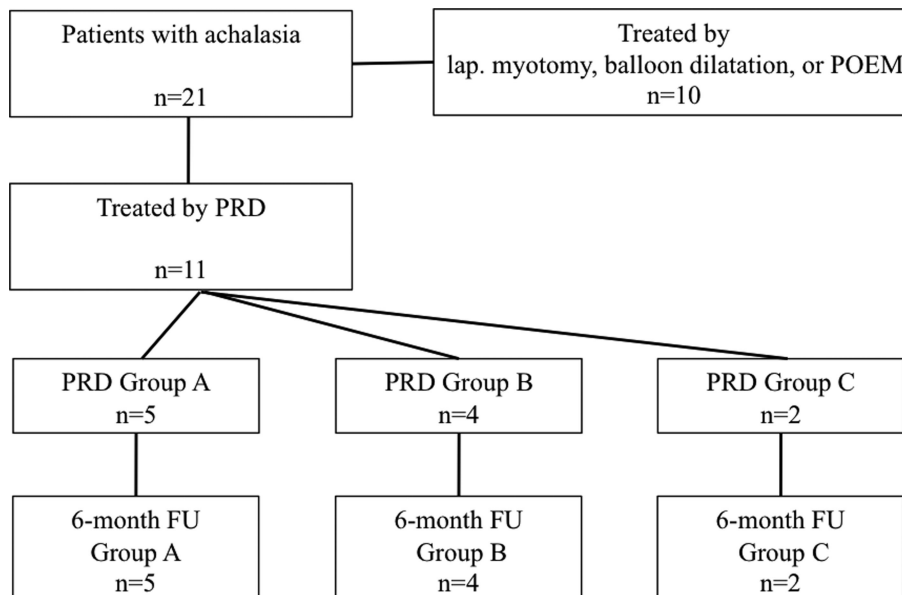 Patients with achalasia
n=21
Treated by
lap. myotomy, balloon dilatation, or POEM
n=10
Treated by PRD
n=11
PRD Group A
n=5
PRD Group B
n=4
PRD Group C
n=2
6-month FU
Group A
n=5
6-month FU
Group B
n=4
6-month FU
Group C
n=2